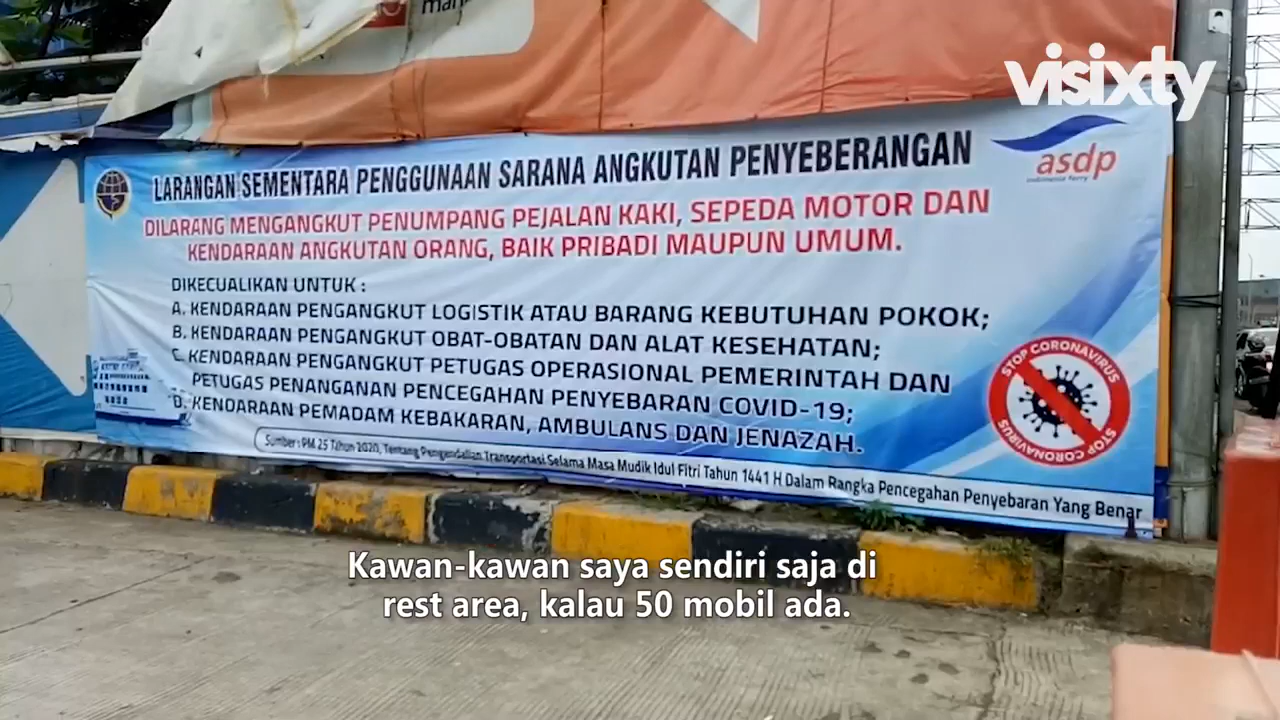 visixty
LARANGAN SEMENTARA PENGGUNAAN SARANA ANGKUTAN PENYEBERANGAN
asdp
indonesia ferry
DILARANG MENGANGKUT PENUMPANG PEJALAN KAKI, SEPEDA MOTOR DAN
KENDARAAN ANGKUTAN ORANG, BAIK PRIBADI MAUPUN UMUM.
DIKECUALIKAN UNTUK :
A. KENDARAAN PENGANGKUT LOGISTIK ATAU BARANG KEBUTUHAN POKOK;
B. KENDARAAN PENGANGKUT OBAT-OBATAN DAN ALAT KESEHATAN;
C. KENDARAAN PENGANGKUT PETUGAS OPERASIONAL PEMERINTAH DAN
PETUGAS PENANGANAN PENCEGAHAN PENYEBARAN COVID-19;
D. KENDARAAN PEMADAM KEBAKARAN, AMBULANS DAN JENAZAH.
STOP CORONAVIRUS
STOP CORONAVIRUS
Sumber : PM 25 Tahun 2020, Tentang Pengendalian Transportasi Selama Masa Mudik Idul Fitri Tahun 1441 H Dalam Rangka Pencegahan Penyebaran Yang Benar
Kawan-kawan saya sendiri saja di
rest area, kalau 50 mobil ada.